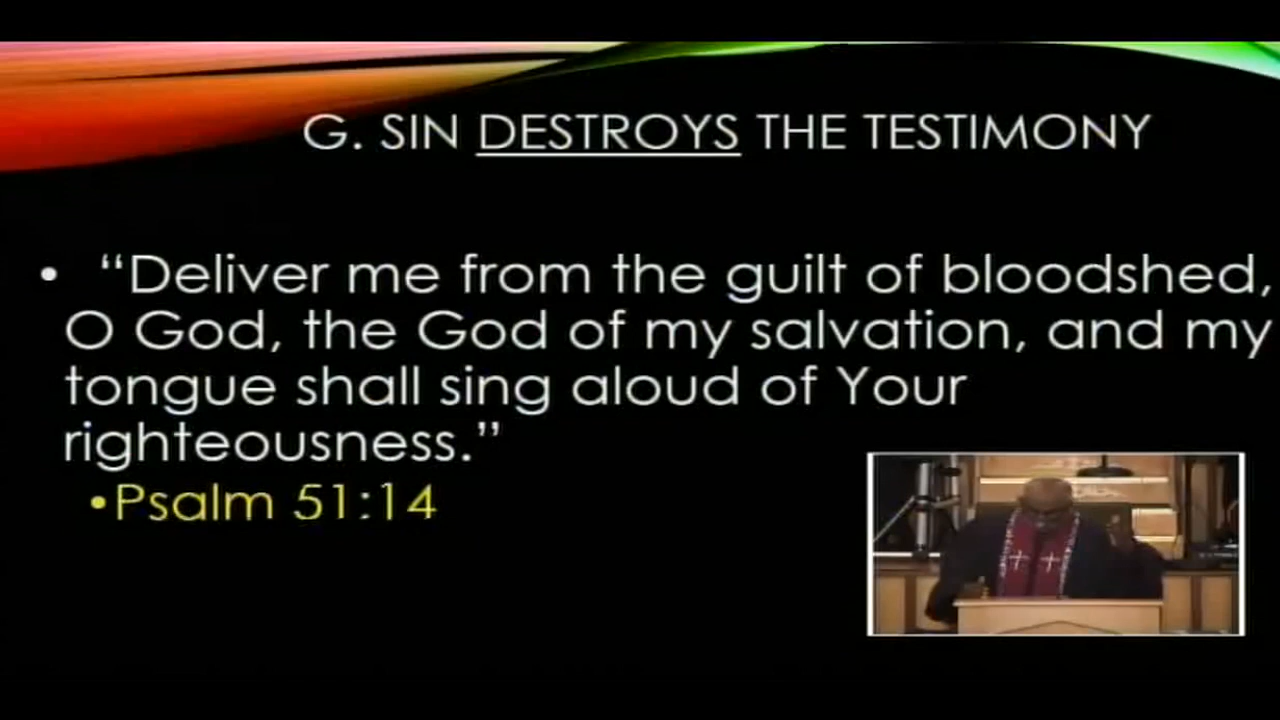 G. SIN DESTROYS THE TESTIMONY
• “Deliver me from the guilt of bloodshed,
O God, the God of my salvation, and my
tongue shall sing aloud of Your
righteousness.”
•Psalm 51:14